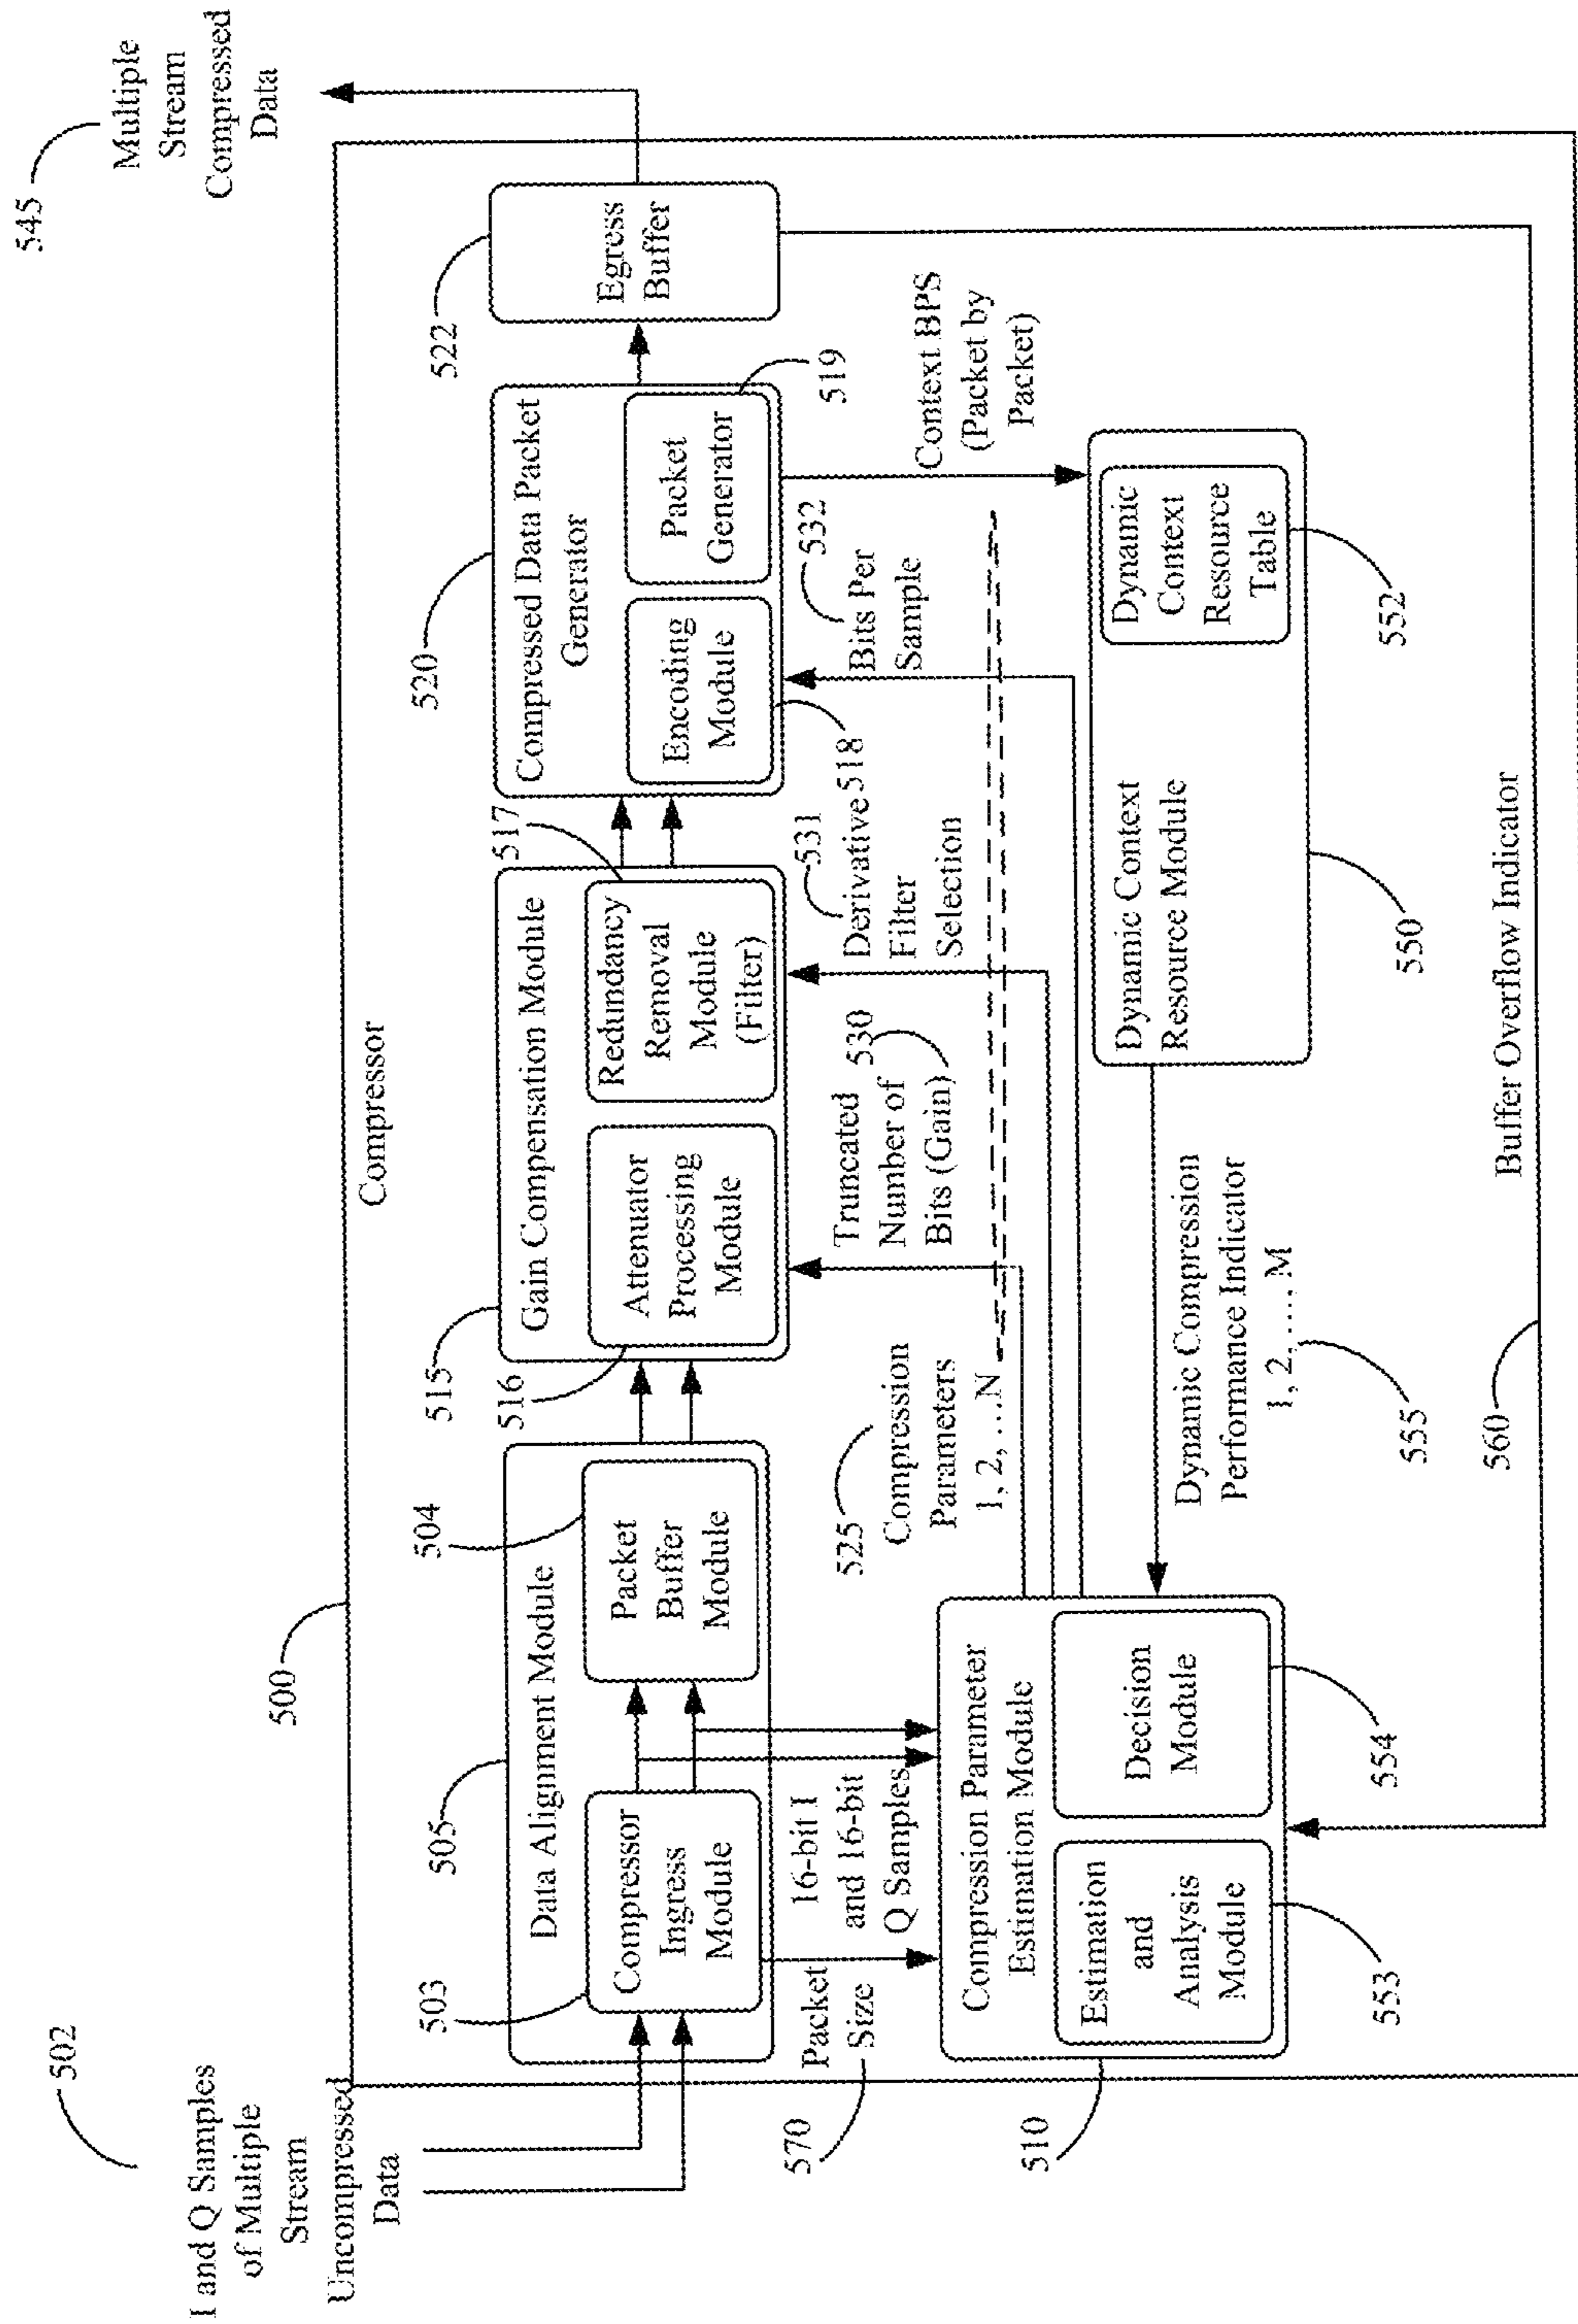 502
I and Q Samples
of Multiple
Stream
Uncompressed
Data
545
Multiple
Stream
Compressed
Data
500
Compressor
505
Data Alignment Module
503
Compressor
Ingress
Module
504
Packet
Buffer
Module
515
Gain Compensation Module
516
Attenuator
Processing
Module
517
Redundancy
Removal
Module
(Filter)
520
Compressed Data Packet
Generator
518
Encoding
Module
519
Packet
Generator
522
Egress
Buffer
570
Packet
Size
16-bit I
and 16-bit
Q Samples
525
Compression
Parameters
1, 2, …N
Truncated
Number of
Bits (Gain)
530
531
Derivative
Filter
Selection
532
Bits Per
Sample
Context BPS
(Packet by
Packet)
510
Compression Parameter
Estimation Module
Estimation
and
Analysis
Module
553
Decision
Module
554
Dynamic Compression
Performance Indicator
1, 2, …, M
555
Dynamic Context
Resource Module
550
Dynamic
Context
Resource
Table
552
560
Buffer Overflow Indicator